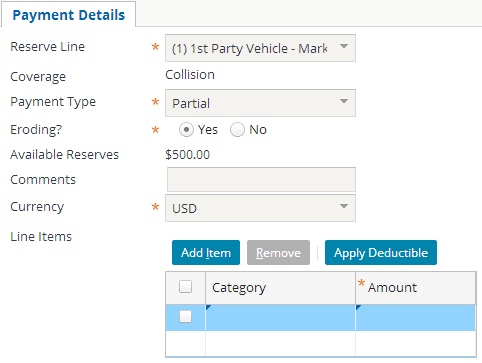 Payment Details
Reserve Line * (1) 1st Party Vehicle - Mark
Coverage Collision
Payment Type * Partial
Eroding? * Yes No
Available Reserves $500.00
Comments
Currency * USD
Line Items
Add Item Remove Apply Deductible
Category * Amount